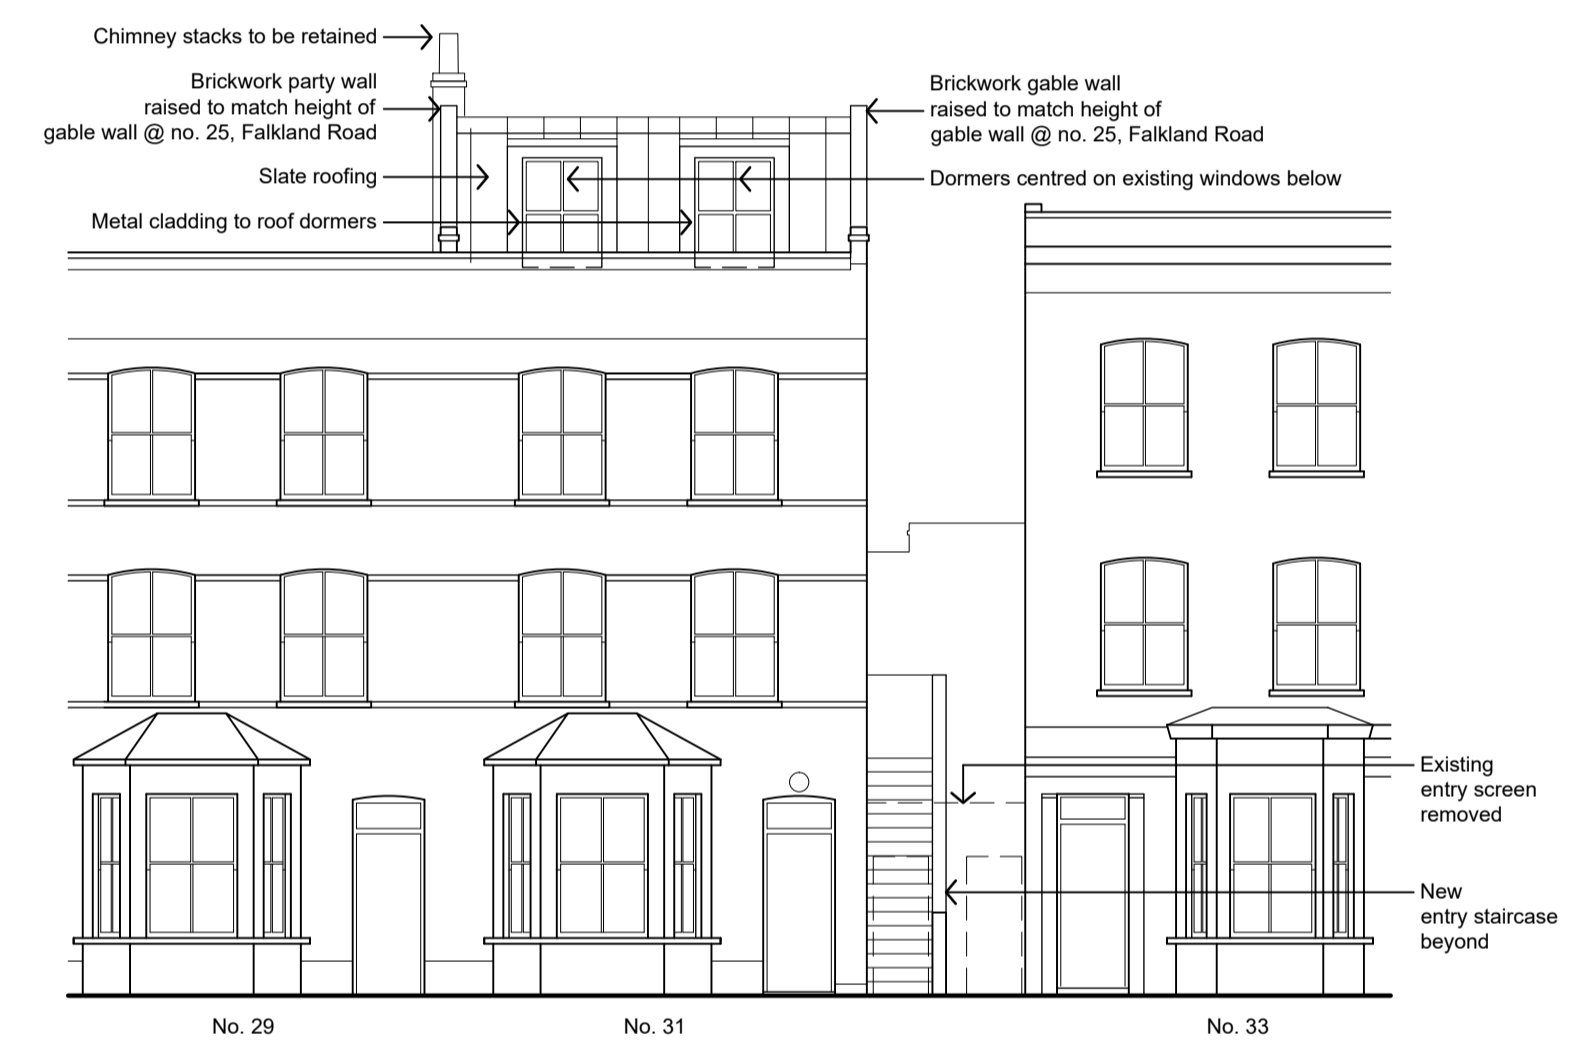 Chimney stacks to be retained
Brickwork party wall
raised to match height of
gable wall @ no. 25, Falkland Road
Slate roofing
Metal cladding to roof dormers
Brickwork gable wall
raised to match height of
gable wall @ no. 25, Falkland Road
Dormers centred on existing windows below
Existing
entry screen
removed
New
entry staircase
beyond
No. 29
No. 31
No. 33